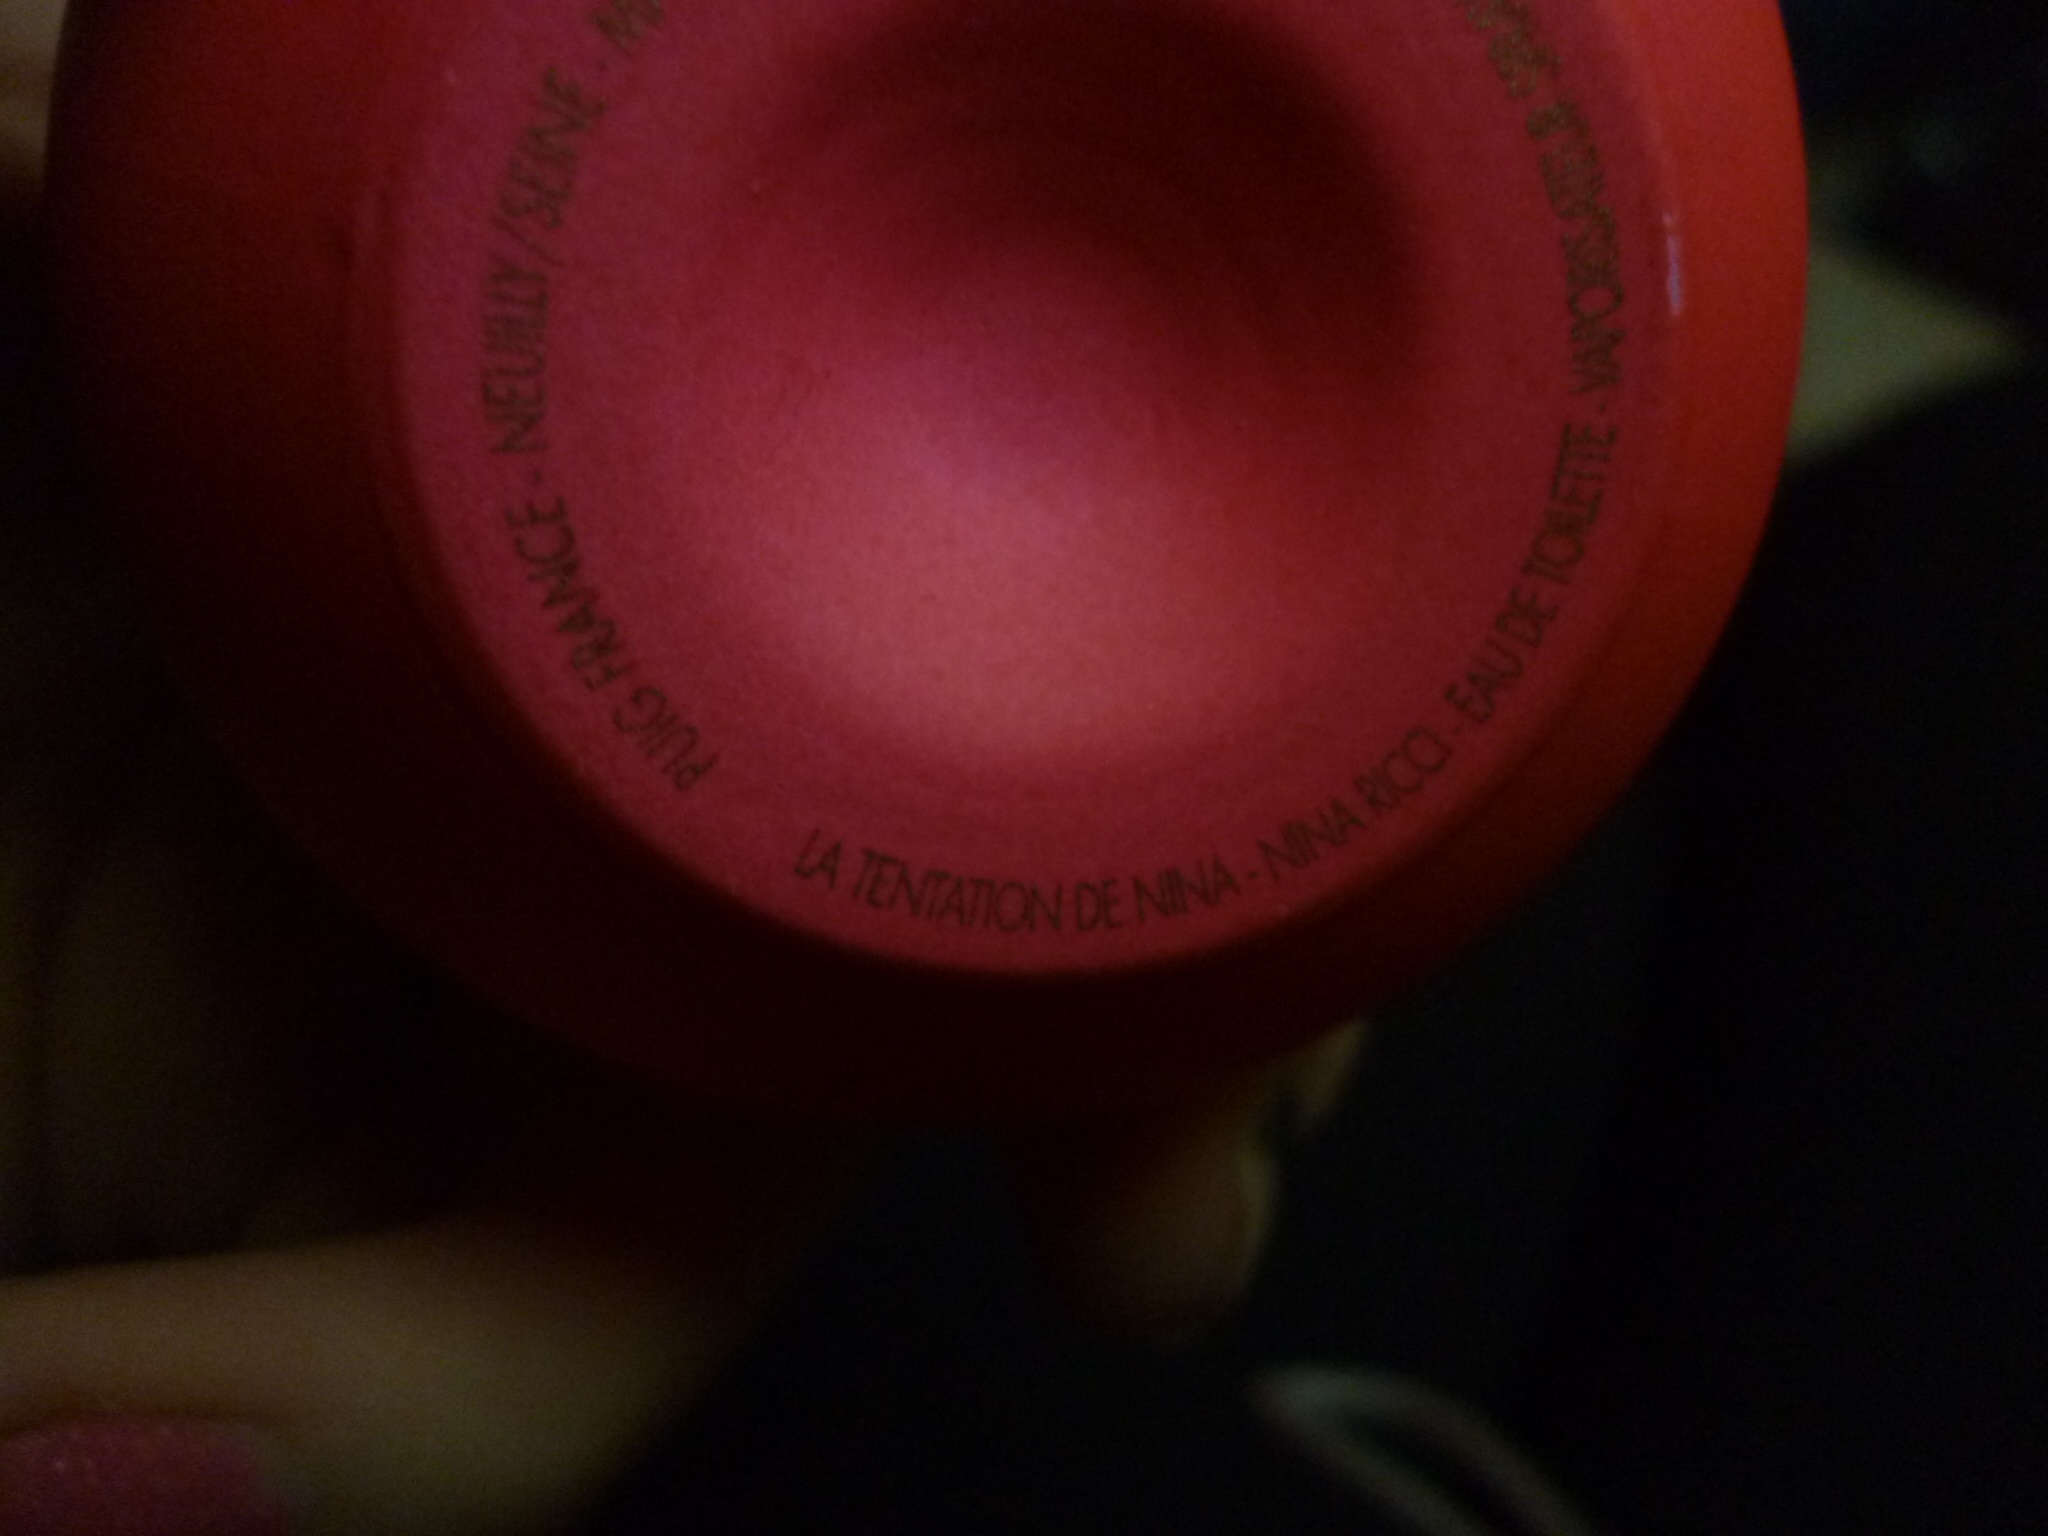 LA TENTATION DE NINA - NINA RICCI - EAU DE TOILETTE - VAPORISATEUR
PUIG FRANCE - NEUILLY/SEINE -